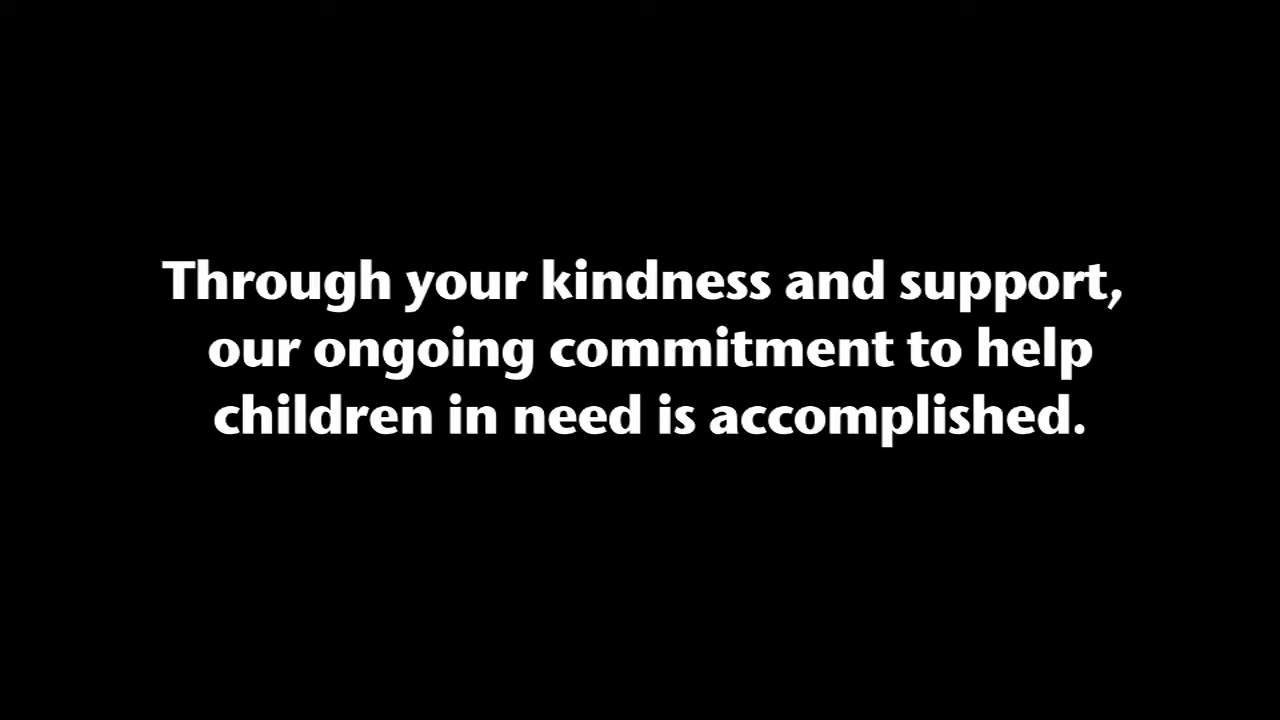 Through your kindness and support,
our ongoing commitment to help
children in need is accomplished.